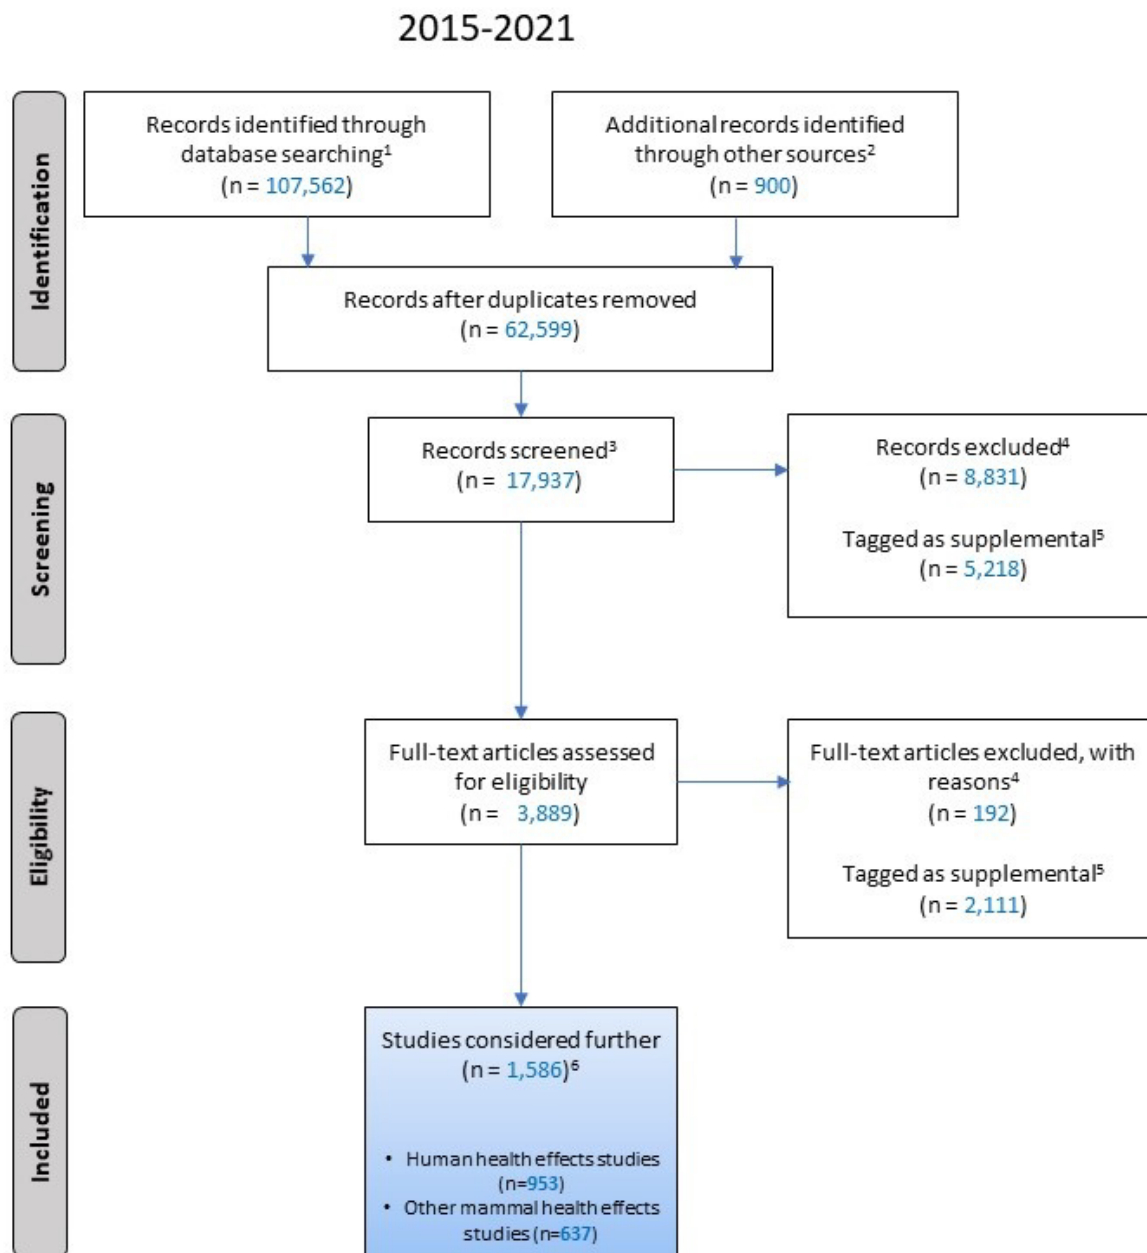 2015-2021
Identification
Records identified through
database searching¹
(n = 107,562)
Additional records identified
through other sources²
(n = 900)
Records after duplicates removed
(n = 62,599)
Screening
Records screened³
(n = 17,937)
Records excluded⁴
(n = 8,831)
Tagged as supplemental⁵
(n = 5,218)
Eligibility
Full-text articles assessed
for eligibility
(n = 3,889)
Full-text articles excluded, with
reasons⁴
(n = 192)
Tagged as supplemental⁵
(n = 2,111)
Included
Studies considered further
(n = 1,586)⁶
• Human health effects studies
(n=953)
• Other mammal health effects
studies (n=637)